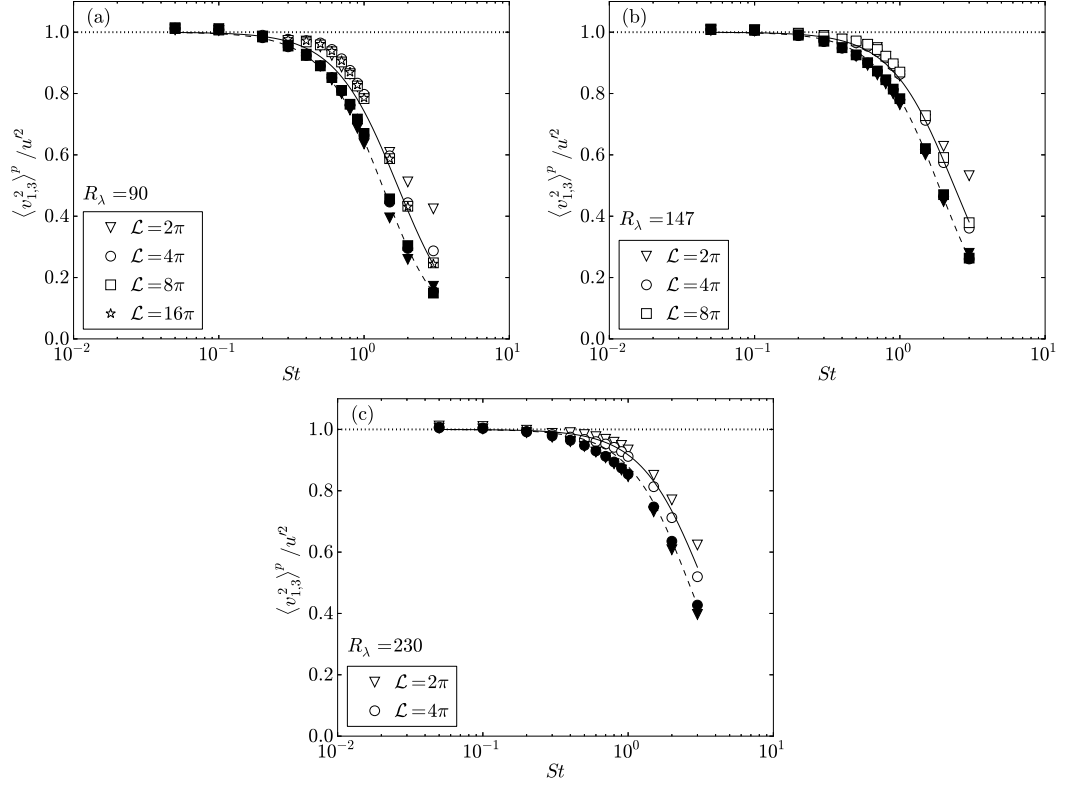 (a)
1.0
0.8
0.6
0.4
0.2
0.0
⟨v²₁,₃⟩ᵖ/u′²
R_λ = 90
ℒ = 2π
ℒ = 4π
ℒ = 8π
ℒ = 16π
10⁻² 10⁻¹ 10⁰ 10¹
St
(b)
1.0
0.8
0.6
0.4
0.2
0.0
⟨v²₁,₃⟩ᵖ/u′²
R_λ = 147
ℒ = 2π
ℒ = 4π
ℒ = 8π
10⁻² 10⁻¹ 10⁰ 10¹
St
(c)
1.0
0.8
0.6
0.4
0.2
0.0
⟨v²₁,₃⟩ᵖ/u′²
R_λ = 230
ℒ = 2π
ℒ = 4π
10⁻² 10⁻¹ 10⁰ 10¹
St